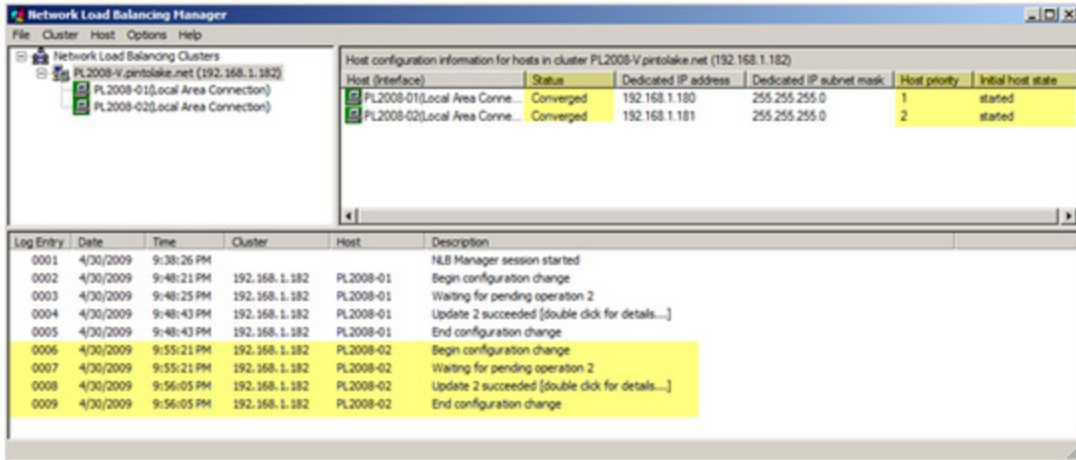 Network Load Balancing Manager
File Cluster Host Options Help
Network Load Balancing Clusters
PL2008-V.pintolake.net (192.168.1.182)
PL2008-01(Local Area Connection)
PL2008-02(Local Area Connection)
Host configuration information for hosts in cluster PL2008-V.pintolake.net (192.168.1.182)
Host (Interface) Status Dedicated IP address Dedicated IP subnet mask Host priority Initial host state
PL2008-01(Local Area Conne... Converged 192.168.1.180 255.255.255.0 1 started
PL2008-02(Local Area Conne... Converged 192.168.1.181 255.255.255.0 2 started
Log Entry Date Time Cluster Host Description
0001 4/30/2009 9:38:26 PM NLB Manager session started
0002 4/30/2009 9:48:21 PM 192.168.1.182 PL2008-01 Begin configuration change
0003 4/30/2009 9:48:25 PM 192.168.1.182 PL2008-01 Waiting for pending operation 2
0004 4/30/2009 9:48:43 PM 192.168.1.182 PL2008-01 Update 2 succeeded [double click for details....]
0005 4/30/2009 9:48:43 PM 192.168.1.182 PL2008-01 End configuration change
0006 4/30/2009 9:55:21 PM 192.168.1.182 PL2008-02 Begin configuration change
0007 4/30/2009 9:55:21 PM 192.168.1.182 PL2008-02 Waiting for pending operation 2
0008 4/30/2009 9:56:05 PM 192.168.1.182 PL2008-02 Update 2 succeeded [double click for details....]
0009 4/30/2009 9:56:05 PM 192.168.1.182 PL2008-02 End configuration change